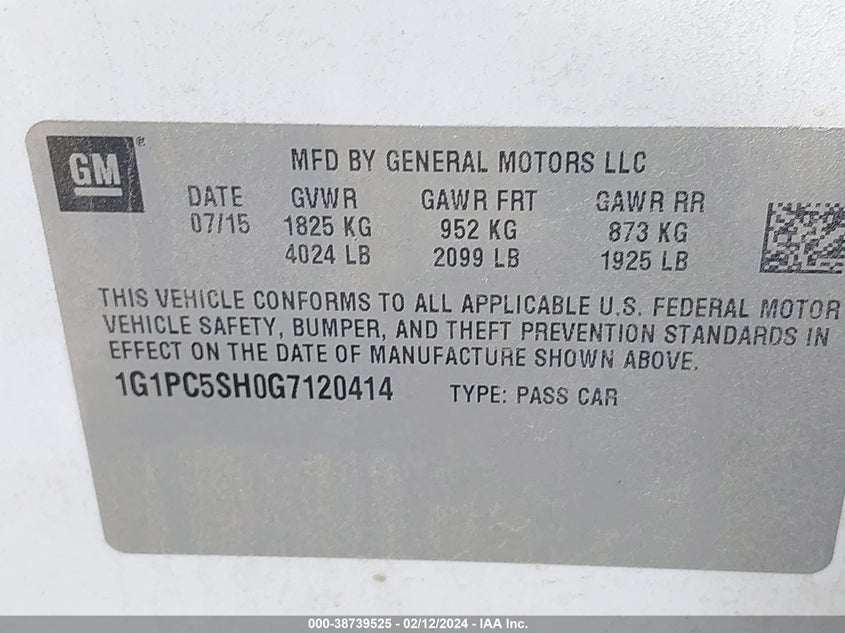 GM®
MFD BY GENERAL MOTORS LLC
DATE GVWR GAWR FRT GAWR RR
07/15 1825 KG 952 KG 873 KG
4024 LB 2099 LB 1925 LB
THIS VEHICLE CONFORMS TO ALL APPLICABLE U.S. FEDERAL MOTOR
VEHICLE SAFETY, BUMPER, AND THEFT PREVENTION STANDARDS IN
EFFECT ON THE DATE OF MANUFACTURE SHOWN ABOVE.
1G1PC5SH0G7120414 TYPE: PASS CAR
000-38739525 - 02/12/2024 - IAA Inc.